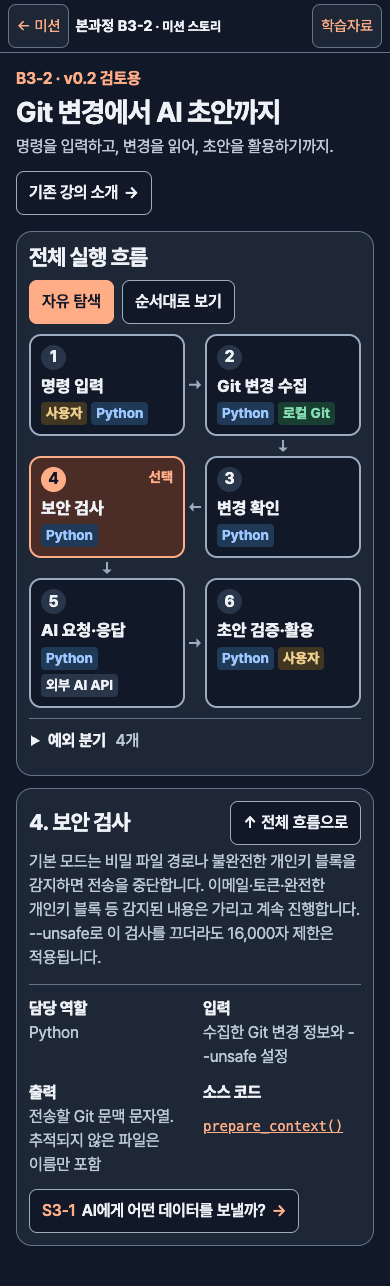 ← 미션 본과정 B3-2 · 미션 스토리 학습자료
B3-2 · v0.2 검토용
Git 변경에서 AI 초안까지
명령을 입력하고, 변경을 읽어, 초안을 활용하기까지.
기존 강의 소개 →
전체 실행 흐름
자유 탐색 순서대로 보기
1
명령 입력
사용자 Python
→
2
Git 변경 수집
Python 로컬 Git
↓
3
변경 확인
Python
←
4 선택
보안 검사
Python
↓
5
AI 요청·응답
Python
외부 AI API
→
6
초안 검증·활용
Python 사용자
▶ 예외 분기 4개
4. 보안 검사
↑ 전체 흐름으로
기본 모드는 비밀 파일 경로나 불완전한 개인키 블록을
감지하면 전송을 중단합니다. 이메일·토큰·완전한
개인키 블록 등 감지된 내용은 가리고 계속 진행합니다.
--unsafe로 이 검사를 끄더라도 16,000자 제한은
적용됩니다.
담당 역할
Python
입력
수집한 Git 변경 정보와 -
-unsafe 설정
출력
전송할 Git 문맥 문자열.
추적되지 않은 파일은
이름만 포함
소스 코드
prepare_context()
S3-1 AI에게 어떤 데이터를 보낼까? →